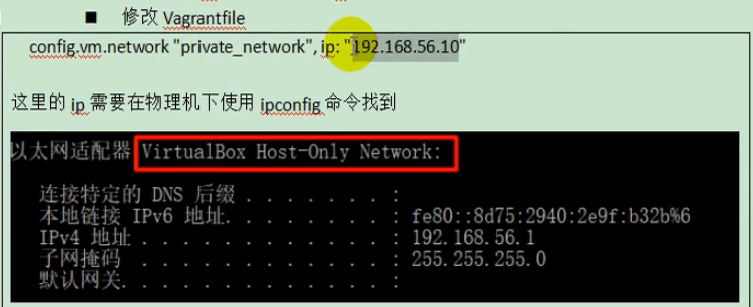 ■ 修改 Vagrantfile
config.vm.network "private_network", ip: "192.168.56.10"
这里的 ip 需要在物理机下使用 ipconfig 命令找到
以太网适配器 VirtualBox Host-Only Network:
连接特定的 DNS 后缀 . . . . . . . :
本地链接 IPv6 地址. . . . . . . . : fe80::8d75:2940:2e9f:b32b%6
IPv4 地址 . . . . . . . . . . . . : 192.168.56.1
子网掩码 . . . . . . . . . . . . : 255.255.255.0
默认网关. . . . . . . . . . . . . :